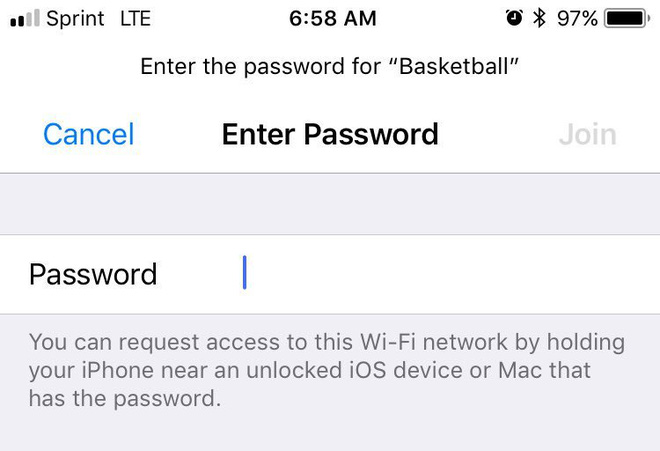 Sprint LTE 6:58 AM 97%
Enter the password for “Basketball”
Cancel Enter Password Join
Password
You can request access to this Wi-Fi network by holding
your iPhone near an unlocked iOS device or Mac that
has the password.